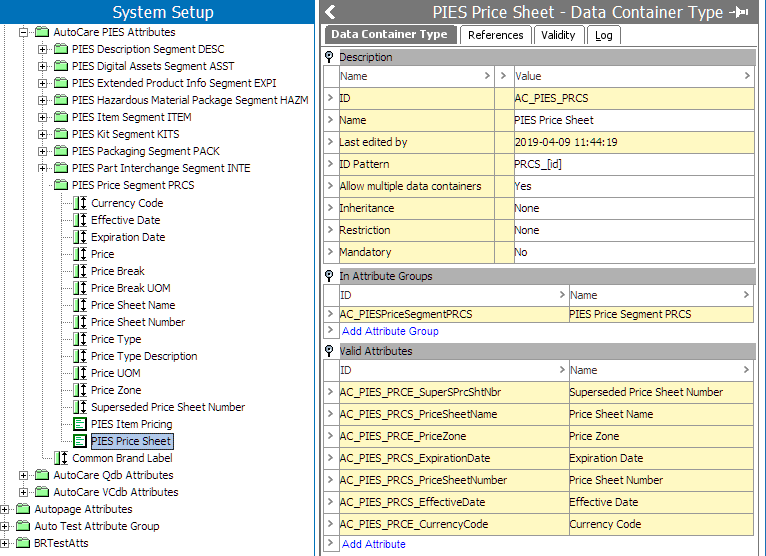 System Setup
AutoCare PIES Attributes
PIES Description Segment DESC
PIES Digital Assets Segment ASST
PIES Extended Product Info Segment EXPI
PIES Hazardous Material Package Segment HAZM
PIES Item Segment ITEM
PIES Kit Segment KITS
PIES Packaging Segment PACK
PIES Part Interchange Segment INTE
PIES Price Segment PRCS
Currency Code
Effective Date
Expiration Date
Price
Price Break
Price Break UOM
Price Sheet Name
Price Sheet Number
Price Type
Price Type Description
Price UOM
Price Zone
Superseded Price Sheet Number
PIES Item Pricing
PIES Price Sheet
Common Brand Label
AutoCare Qdb Attributes
AutoCare VCdb Attributes
Autopage Attributes
Auto Test Attribute Group
BRTestAtts
PIES Price Sheet - Data Container Type
Data Container Type References Validity Log
Description
Name > > Value >
> ID AC_PIES_PRCS
> Name PIES Price Sheet
> Last edited by 2019-04-09 11:44:19
> ID Pattern PRCS_[id]
> Allow multiple data containers Yes
> Inheritance None
> Restriction None
> Mandatory No
In Attribute Groups
ID > Name >
> AC_PIESPriceSegmentPRCS PIES Price Segment PRCS
> Add Attribute Group
Valid Attributes
ID > Name >
> AC_PIES_PRCE_SuperSPrcShtNbr Superseded Price Sheet Number
> AC_PIES_PRCS_PriceSheetName Price Sheet Name
> AC_PIES_PRCE_PriceZone Price Zone
> AC_PIES_PRCS_ExpirationDate Expiration Date
> AC_PIES_PRCS_PriceSheetNumber Price Sheet Number
> AC_PIES_PRCS_EffectiveDate Effective Date
> AC_PIES_PRCE_CurrencyCode Currency Code
> Add Attribute